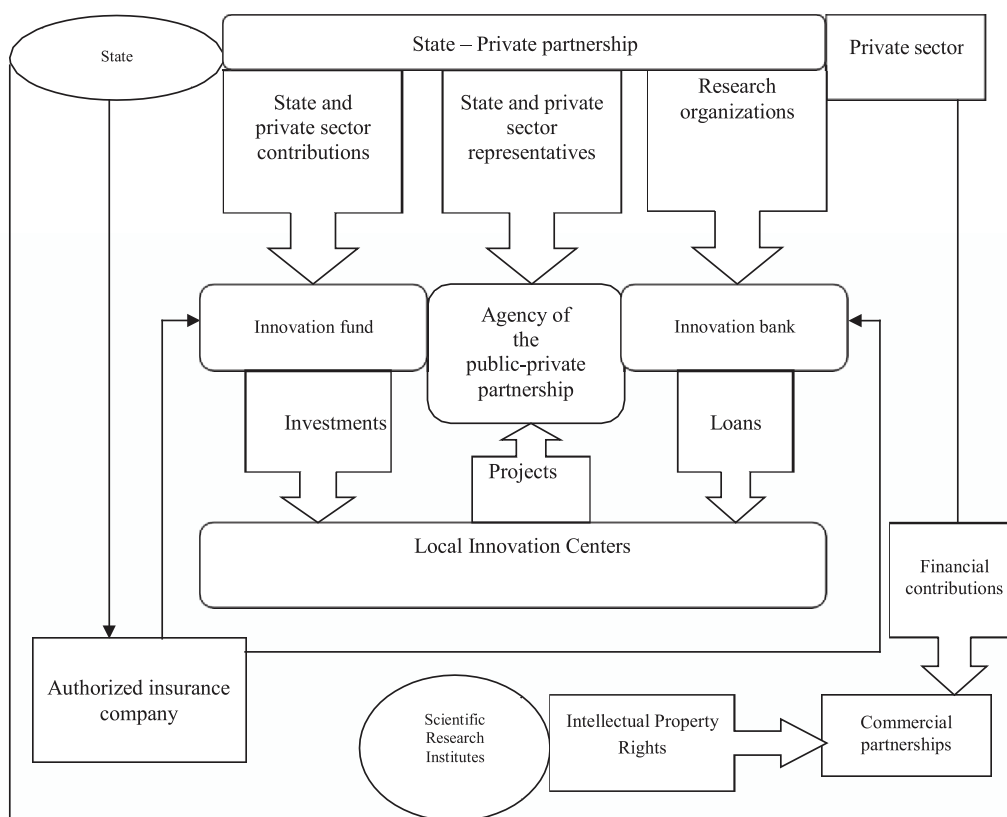 State
State – Private partnership
Private sector
State and
private sector
contributions
State and private
sector
representatives
Research
organizations
Innovation fund
Agency of
the
public-private
partnership
Innovation bank
Investments
Projects
Loans
Local Innovation Centers
Financial
contributions
Authorized insurance
company
Scientific
Research
Institutes
Intellectual Property
Rights
Commercial
partnerships